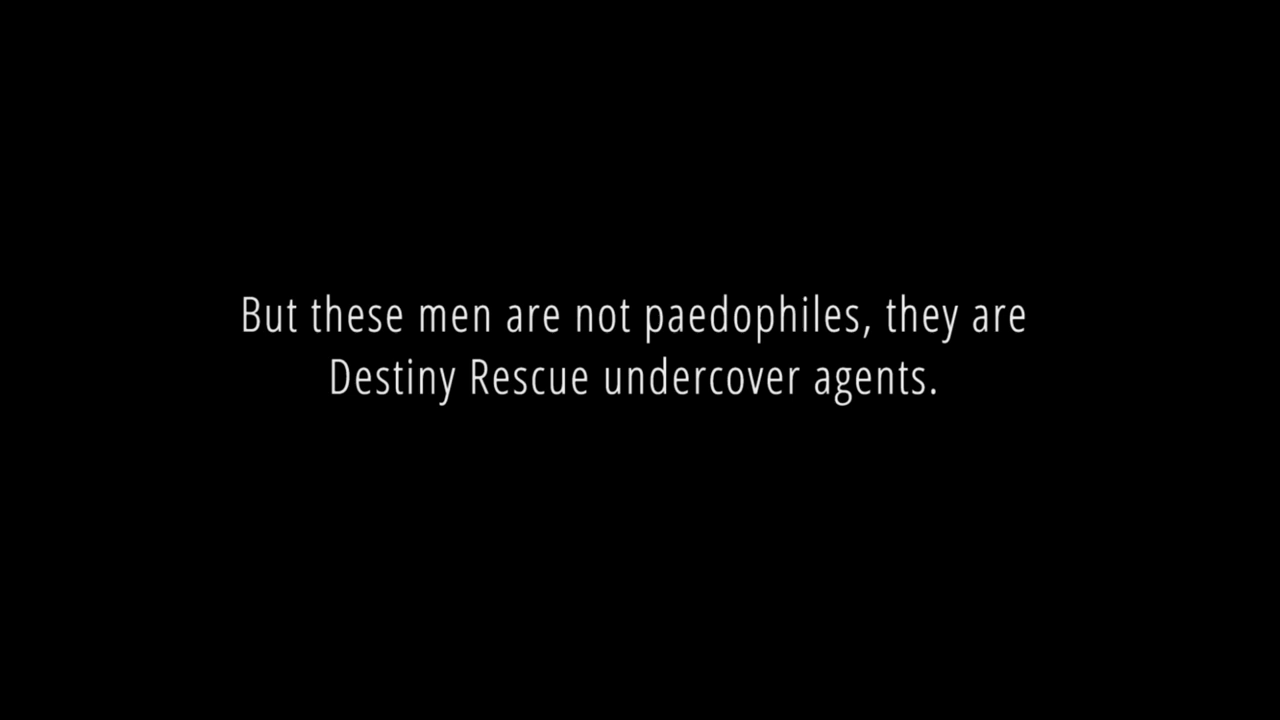 But these men are not paedophiles, they are
Destiny Rescue undercover agents.